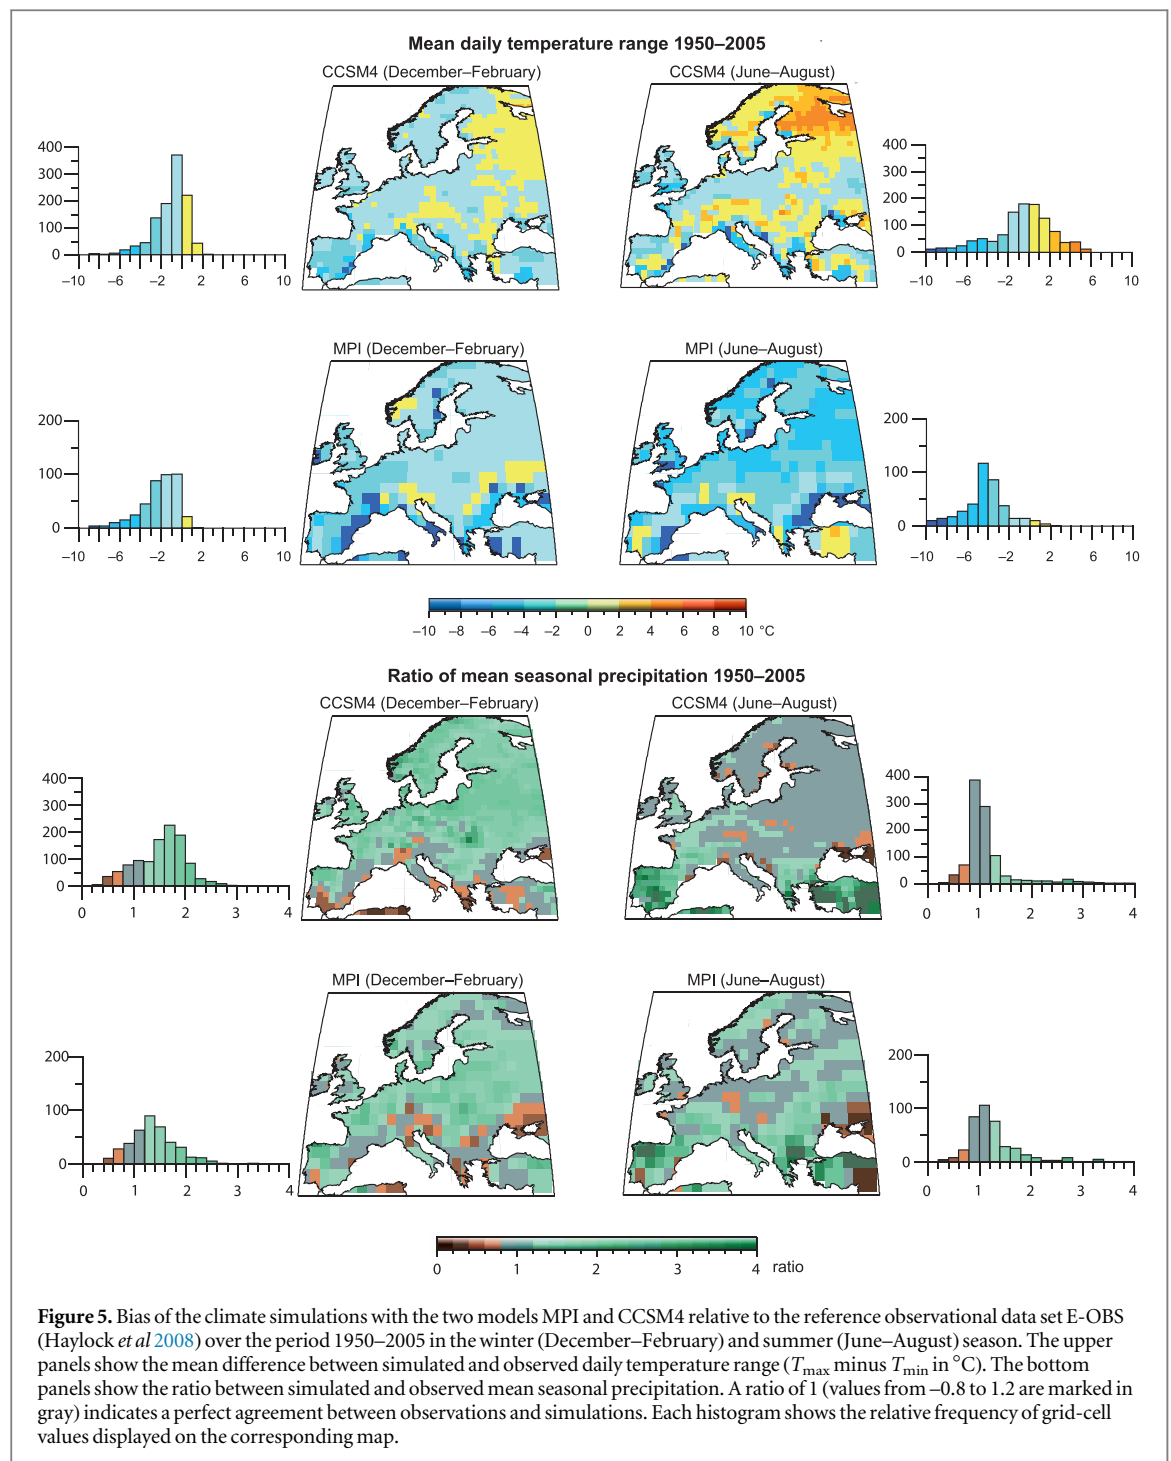 Mean daily temperature range 1950–2005
CCSM4 (December–February)
CCSM4 (June–August)
400
300
200
100
0
−10 −6 −2 2 6 10
400
300
200
100
0
−10 −6 −2 2 6 10
MPI (December–February)
MPI (June–August)
200
100
0
−10 −6 −2 2 6 10
200
100
0
−10 −6 −2 2 6 10
−10 −8 −6 −4 −2 0 2 4 6 8 10 °C
Ratio of mean seasonal precipitation 1950–2005
CCSM4 (December–February)
CCSM4 (June–August)
400
300
200
100
0
0 1 2 3 4
400
300
200
100
0
0 1 2 3 4
MPI (December–February)
MPI (June–August)
200
100
0
0 1 2 3 4
200
100
0
0 1 2 3 4
0 1 2 3 4 ratio
Figure 5. Bias of the climate simulations with the two models MPI and CCSM4 relative to the reference observational data set E-OBS
(Haylock et al 2008) over the period 1950–2005 in the winter (December–February) and summer (June–August) season. The upper
panels show the mean difference between simulated and observed daily temperature range (Tmax minus Tmin in °C). The bottom
panels show the ratio between simulated and observed mean seasonal precipitation. A ratio of 1 (values from −0.8 to 1.2 are marked in
gray) indicates a perfect agreement between observations and simulations. Each histogram shows the relative frequency of grid-cell
values displayed on the corresponding map.